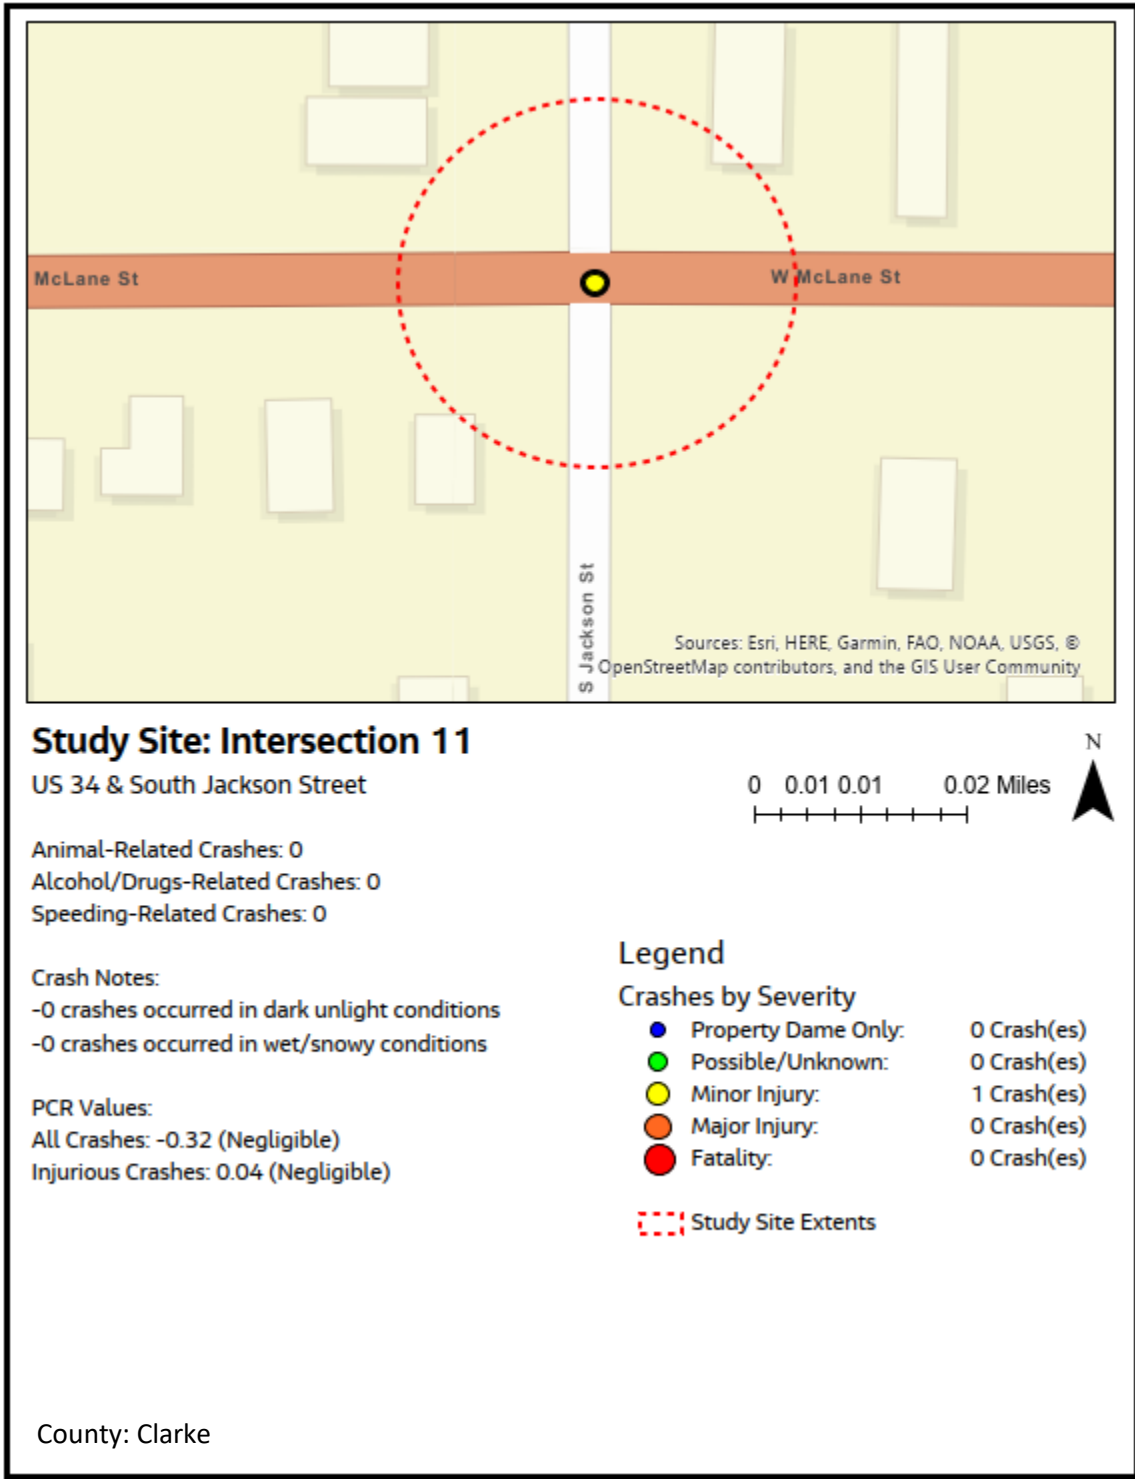 McLane St
W McLane St
S Jackson St
Sources: Esri, HERE, Garmin, FAO, NOAA, USGS, ©
OpenStreetMap contributors, and the GIS User Community
Study Site: Intersection 11
US 34 & South Jackson Street
N
0 0.01 0.01 0.02 Miles
Animal-Related Crashes: 0
Alcohol/Drugs-Related Crashes: 0
Speeding-Related Crashes: 0
Crash Notes:
-0 crashes occurred in dark unlight conditions
-0 crashes occurred in wet/snowy conditions
PCR Values:
All Crashes: -0.32 (Negligible)
Injurious Crashes: 0.04 (Negligible)
Legend
Crashes by Severity
Property Dame Only: 0 Crash(es)
Possible/Unknown: 0 Crash(es)
Minor Injury: 1 Crash(es)
Major Injury: 0 Crash(es)
Fatality: 0 Crash(es)
Study Site Extents
County: Clarke